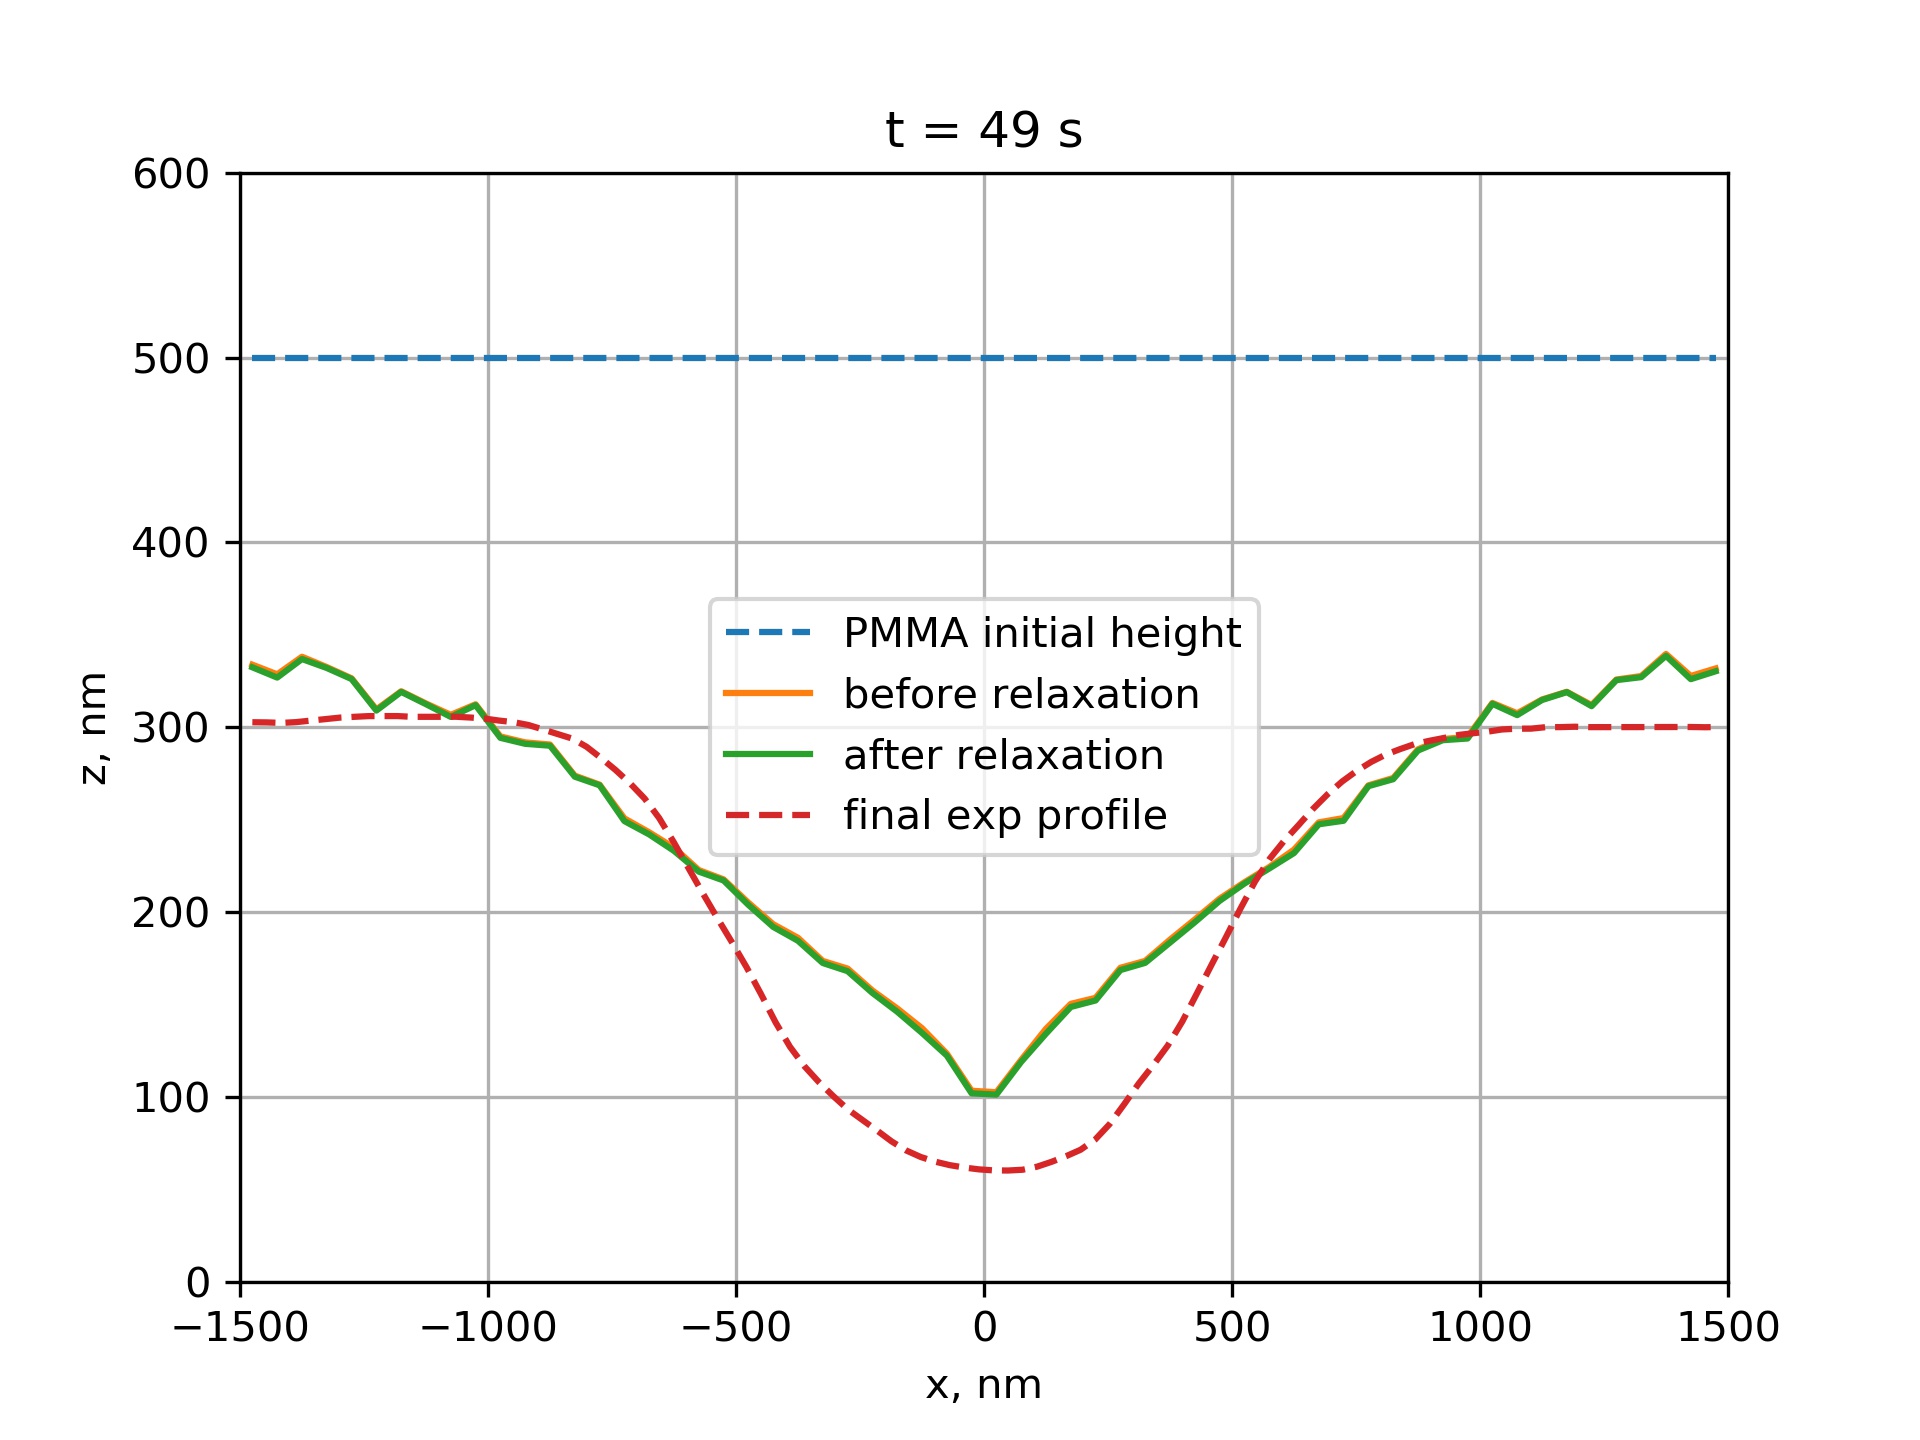 t = 49 s
600
500
400
300
200
100
0
z, nm
PMMA initial height
before relaxation
after relaxation
final exp profile
−1500 −1000 −500 0 500 1000 1500
x, nm